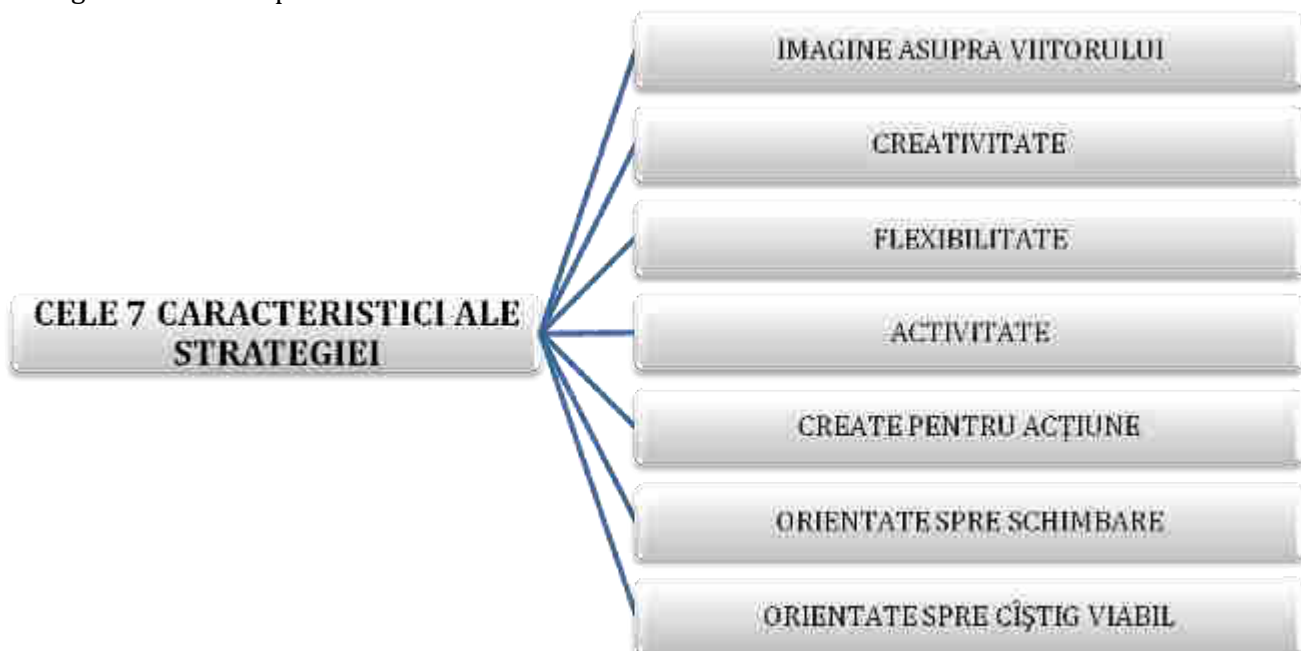 IMAGINE ASUPRA VIITORULUI
CREATIVITATE
FLEXIBILITATE
CELE 7 CARACTERISTICI ALE
STRATEGIEI
ACTIVITATE
CREATE PENTRU ACȚIUNE
ORIENTATE SPRE SCHIMBARE
ORIENTATE SPRE CÎȘTIG VIABIL